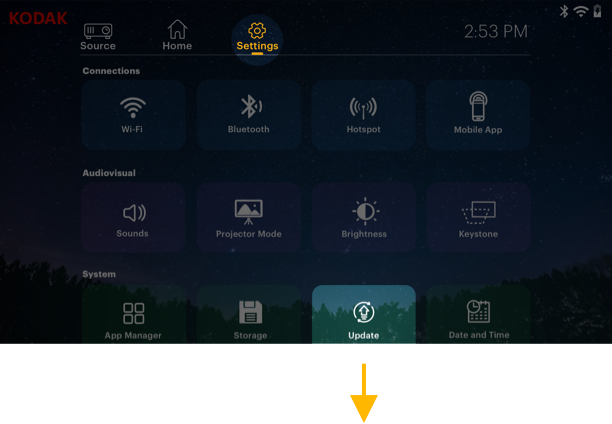 KODAK
2:53 PM
Source
Home
Settings
Connections
Wi-Fi
Bluetooth
Hotspot
Mobile App
Audiovisual
Sounds
Projector Mode
Brightness
Keystone
System
App Manager
Storage
Update
Date and Time